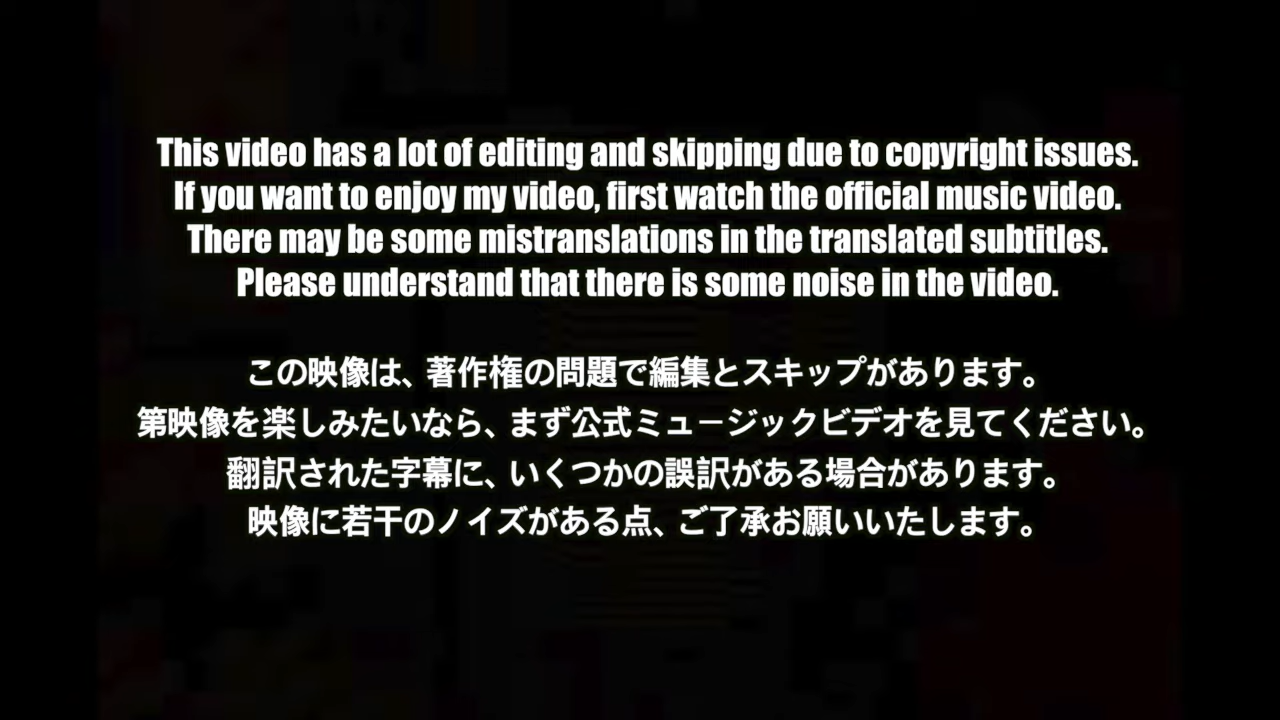 This video has a lot of editing and skipping due to copyright issues.
If you want to enjoy my video, first watch the official music video.
There may be some mistranslations in the translated subtitles.
Please understand that there is some noise in the video.
この映像は、著作権の問題で編集とスキップがあります。
第映像を楽しみたいなら、まず公式ミュージックビデオを見てください。
翻訳された字幕に、いくつかの誤訳がある場合があります。
映像に若干のノイズがある点、ご了承お願いいたします。